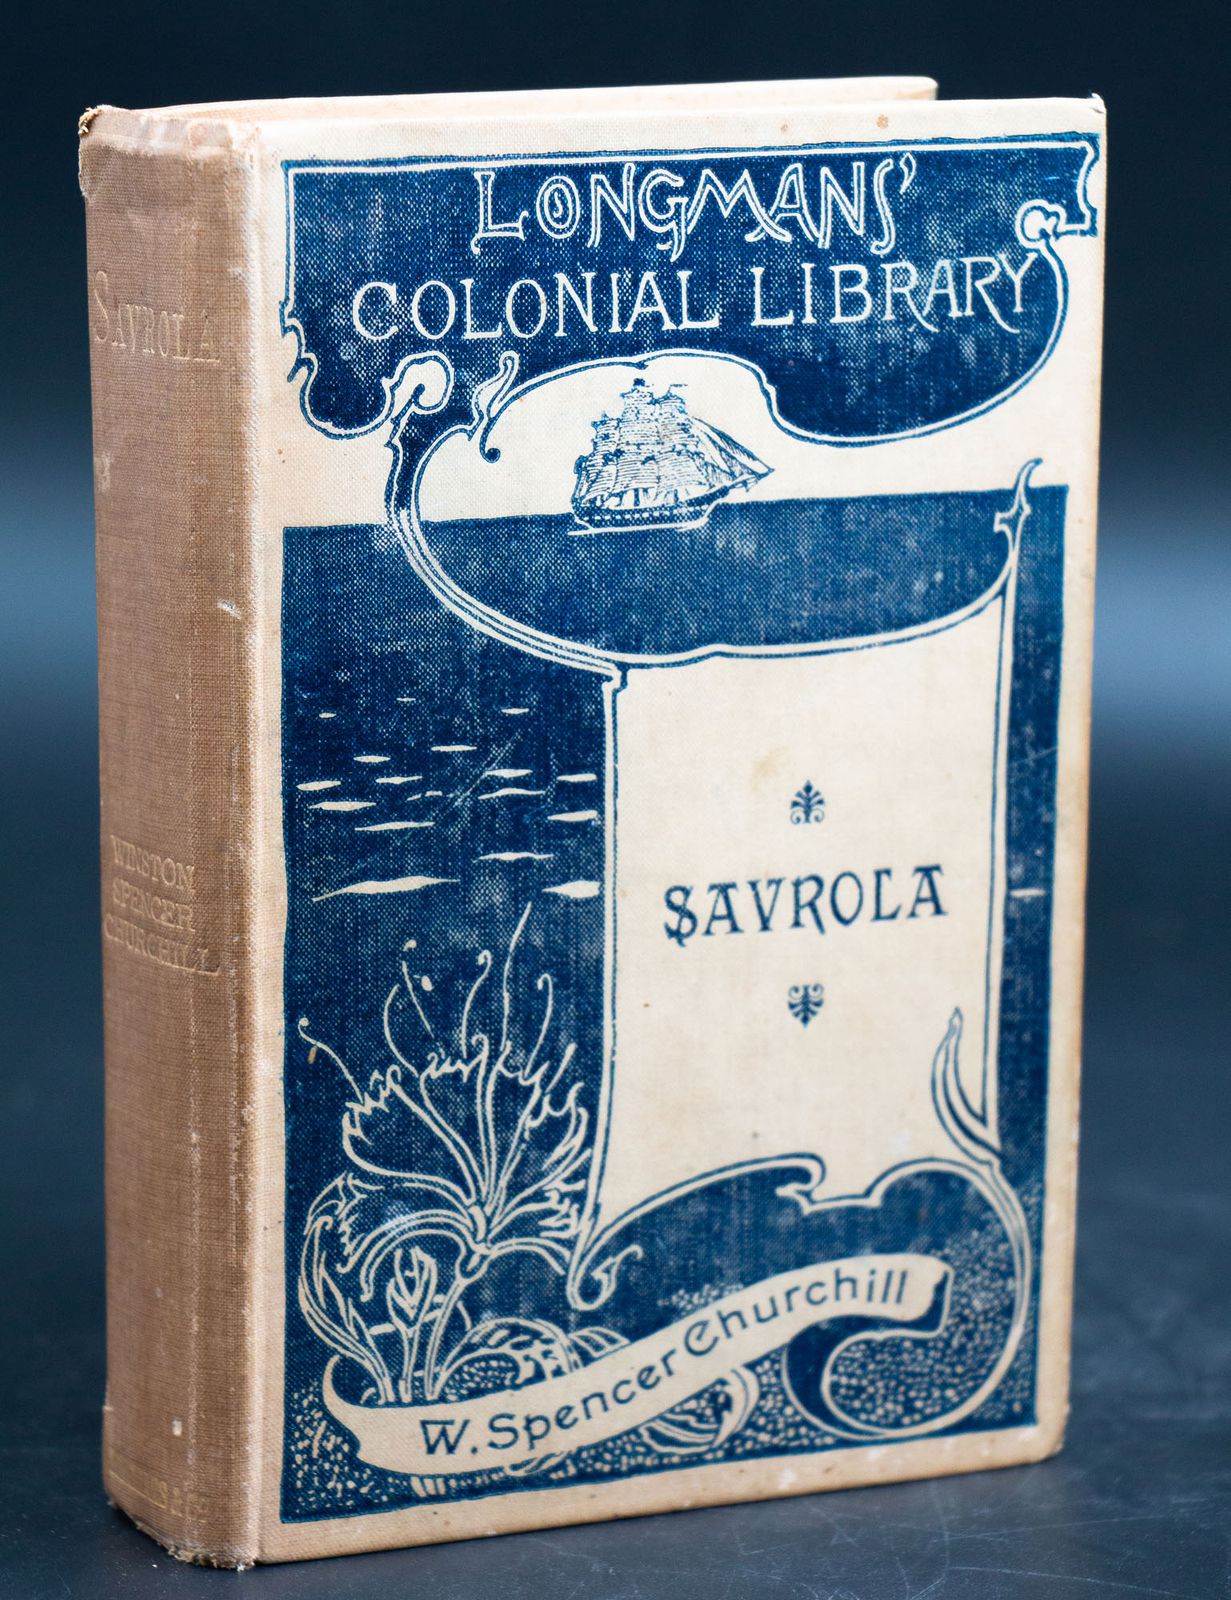 LONGMANS'
COLONIAL LIBRARY
SAVROLA
W. Spencer Churchill
SAVROLA
WINSTON
SPENCER
CHURCHILL